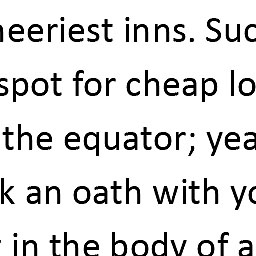 heeriest inns. Suc
spot for cheap lo
the equator; yea
k an oath with yo
in the body of a